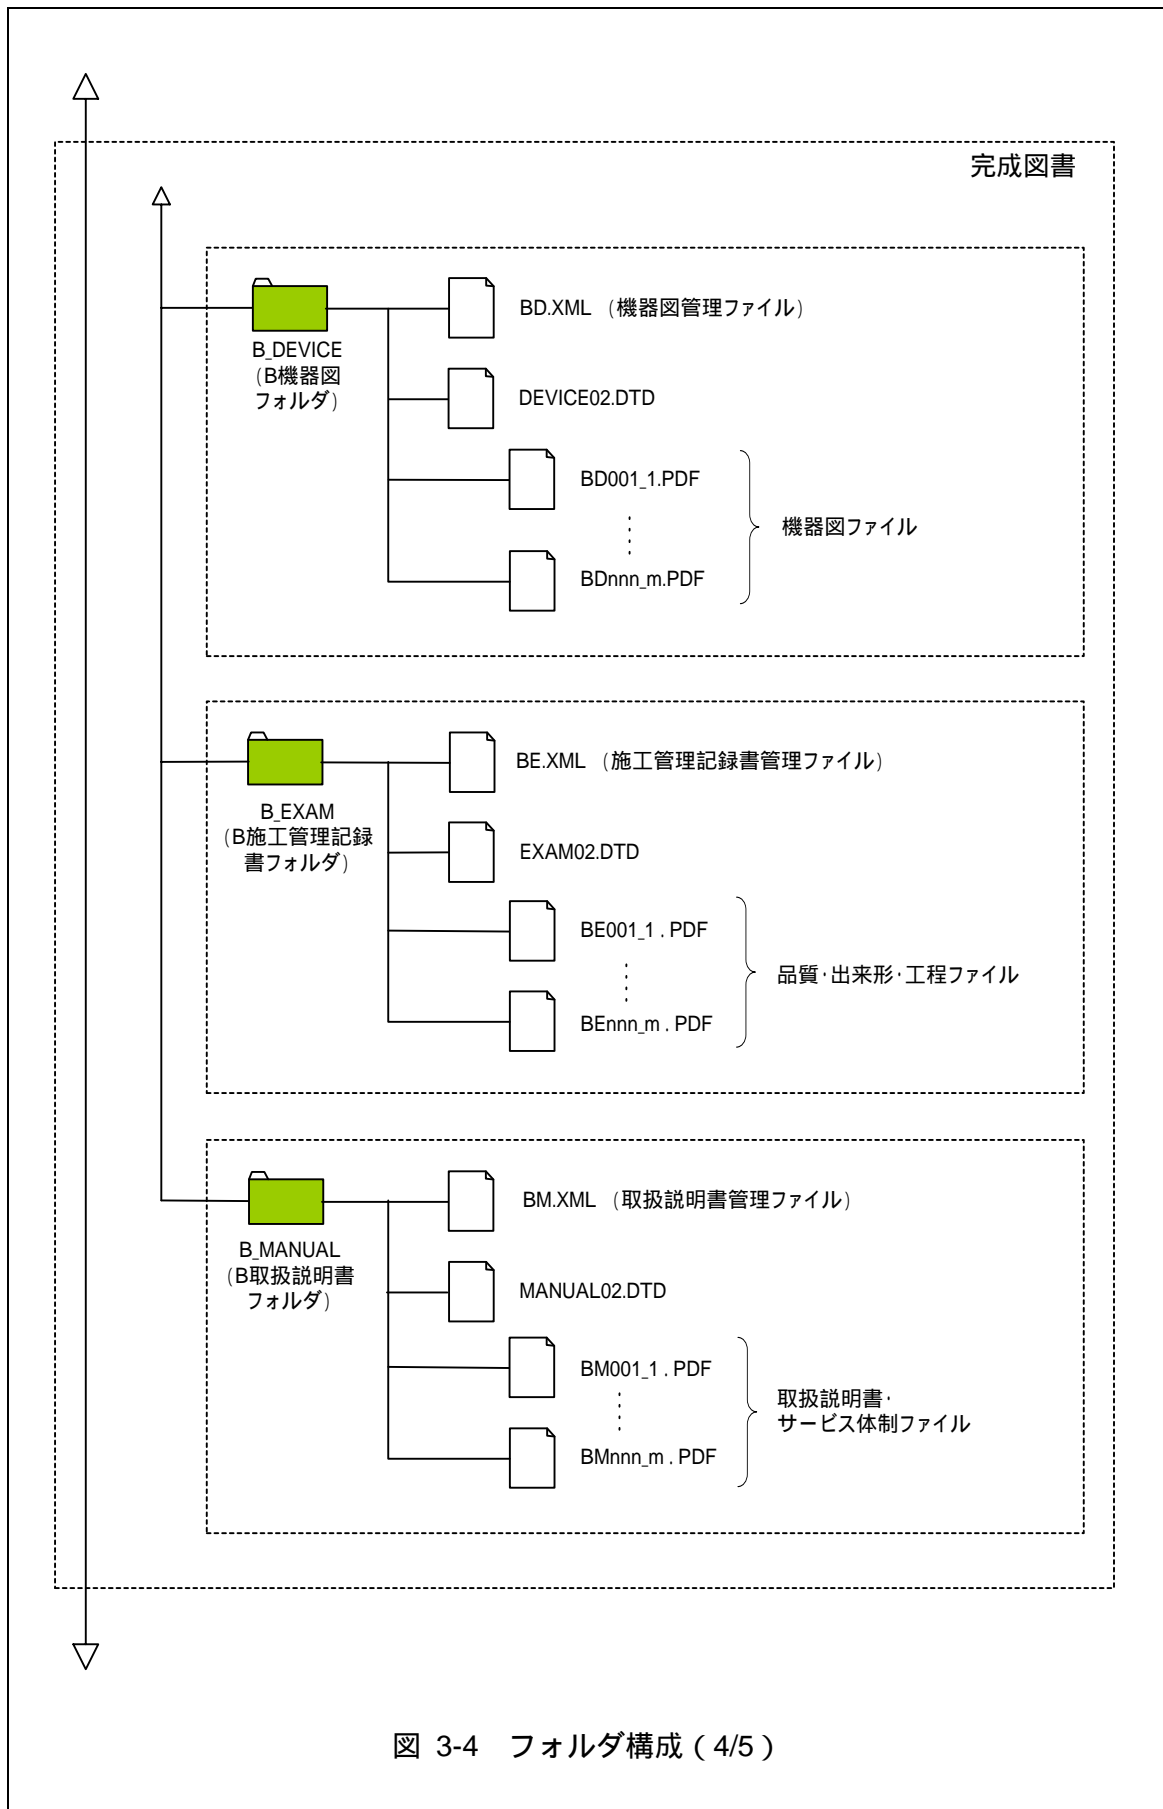 完成図書
BD.XML (機器図管理ファイル)
B_DEVICE
(B機器図
フォルダ)
DEVICE02.DTD
BD001_1.PDF
機器図ファイル
BDnnn_m.PDF
BE.XML (施工管理記録書管理ファイル)
B_EXAM
(B施工管理記録
書フォルダ)
EXAM02.DTD
BE001_1 . PDF
品質・出来形・工程ファイル
BEnnn_m . PDF
BM.XML (取扱説明書管理ファイル)
B_MANUAL
(B取扱説明書
フォルダ)
MANUAL02.DTD
BM001_1 . PDF
取扱説明書・
サービス体制ファイル
BMnnn_m . PDF
図 3-4 フォルダ構成(4/5)